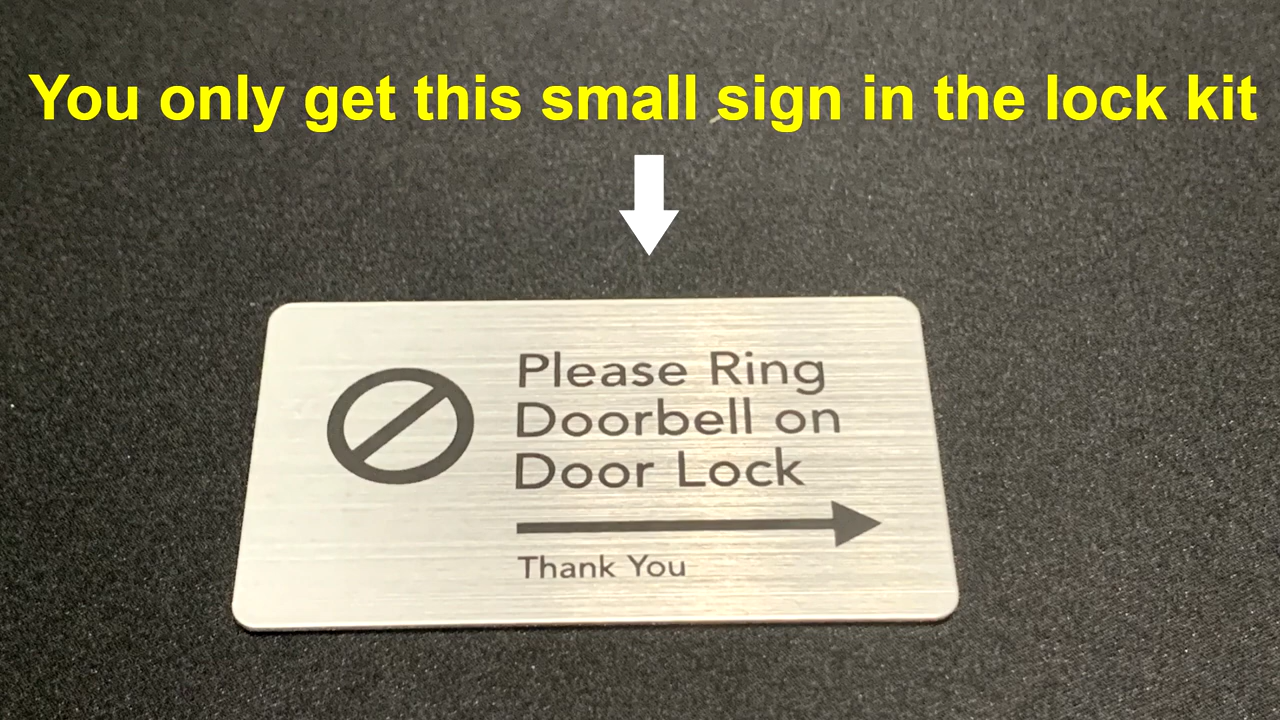 You only get this small sign in the lock kit
Please Ring
Doorbell on
Door Lock
Thank You